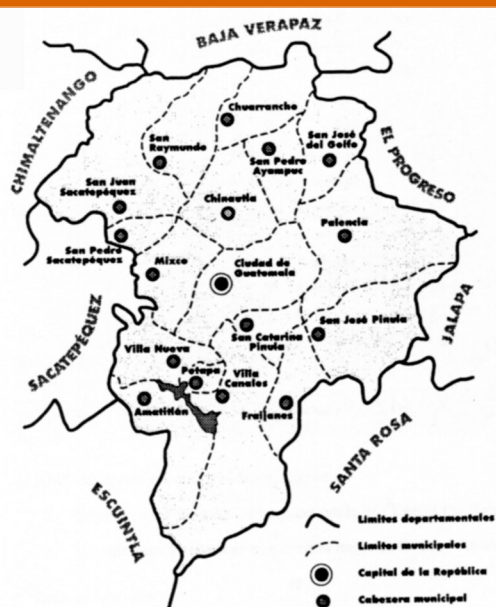 BAJA VERAPAZ
CHIMALTENANGO
EL PROGRESO
Chuarrancho
San
Raymundo
San José
del Golfo
San Pedro
Ayampuc
San Juan
Sacatepéquez
Chinautla
Palencia
San Pedro
Sacatepéquez
Mixco
Ciudad de
Guatemala
SACATEPÉQUEZ
JALAPA
San José Pinula
San Catarina
Pinula
Villa Nueva
Petapa
Villa
Canales
Amatitlán
Fraijanes
SANTA ROSA
ESCUINTLA
Límites departamentales
Límites municipales
Capital de la República
Cabecera municipal